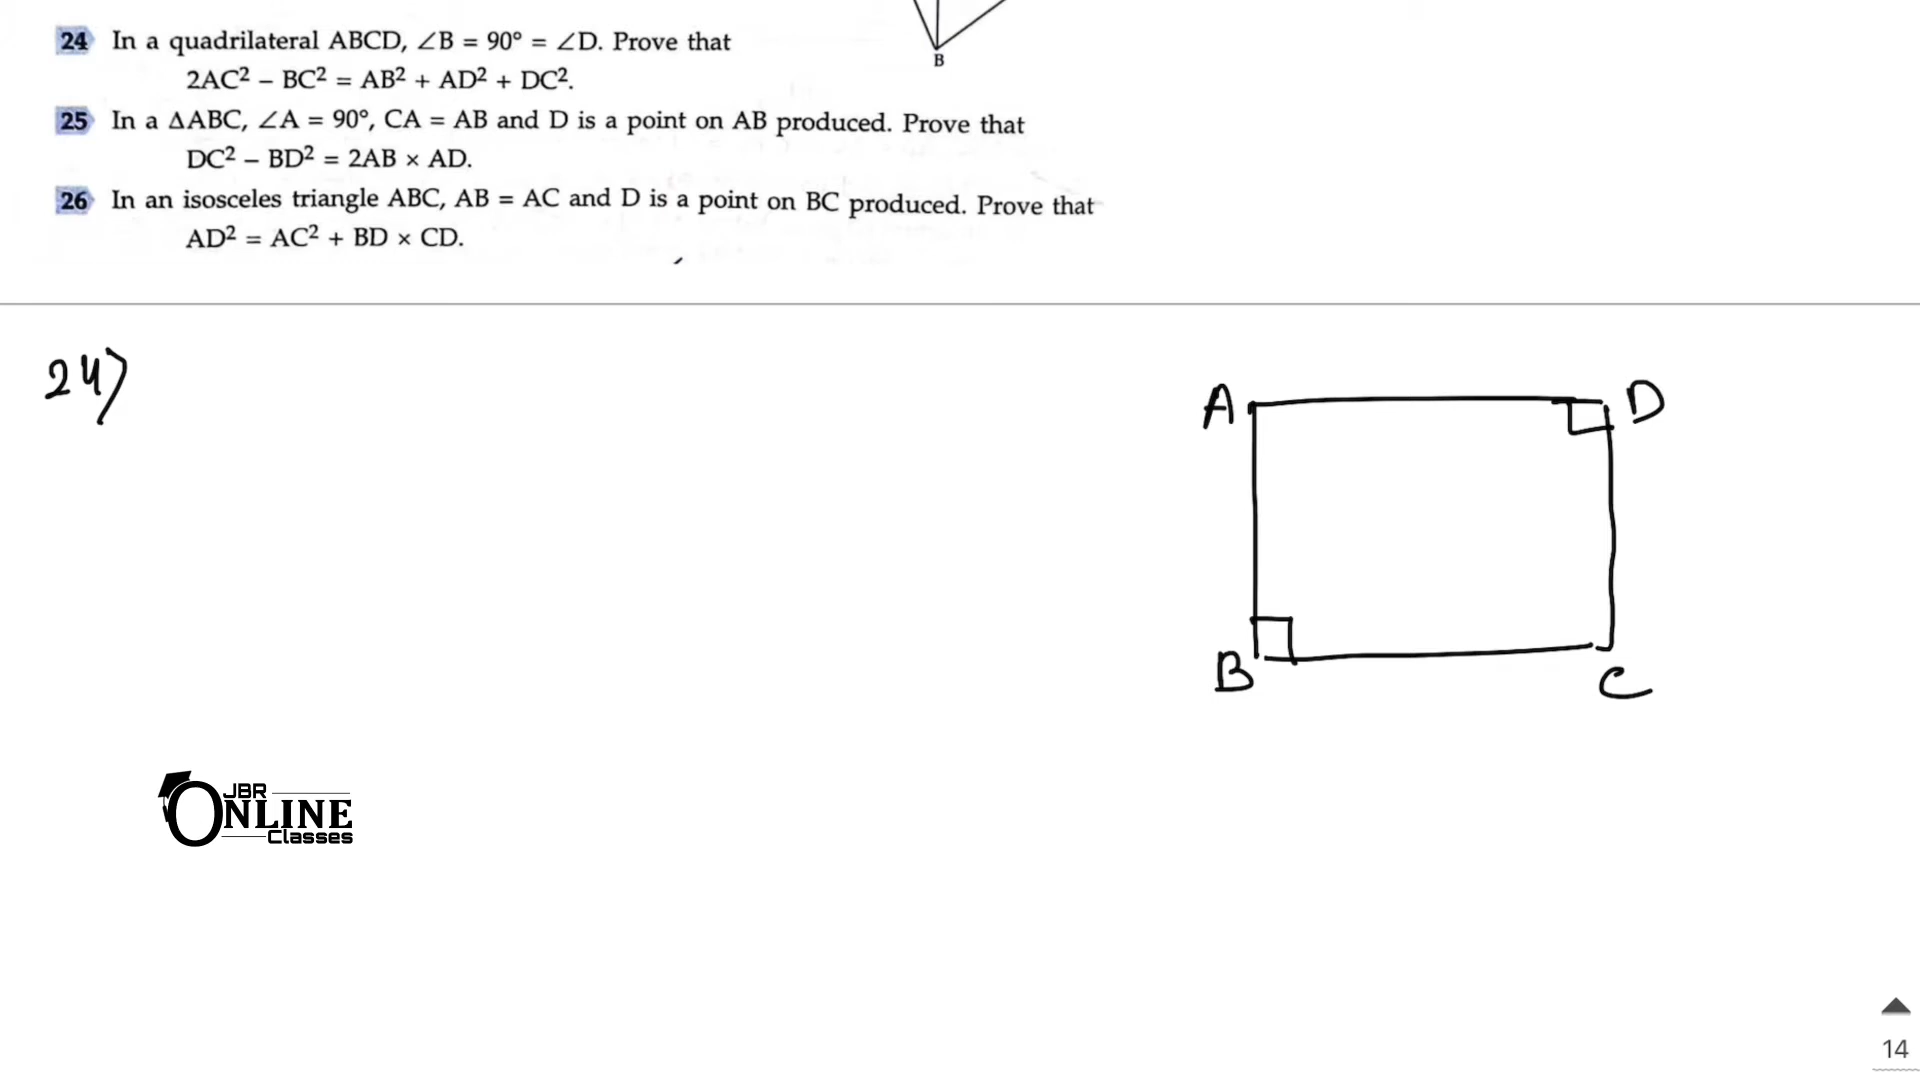 B
24 In a quadrilateral ABCD, ∠B = 90° = ∠D. Prove that
2AC² – BC² = AB² + AD² + DC².
25 In a ΔABC, ∠A = 90°, CA = AB and D is a point on AB produced. Prove that
DC² – BD² = 2AB × AD.
26 In an isosceles triangle ABC, AB = AC and D is a point on BC produced. Prove that
AD² = AC² + BD × CD.
24)
A D
B C
JBR
ONLINE
Classes
14